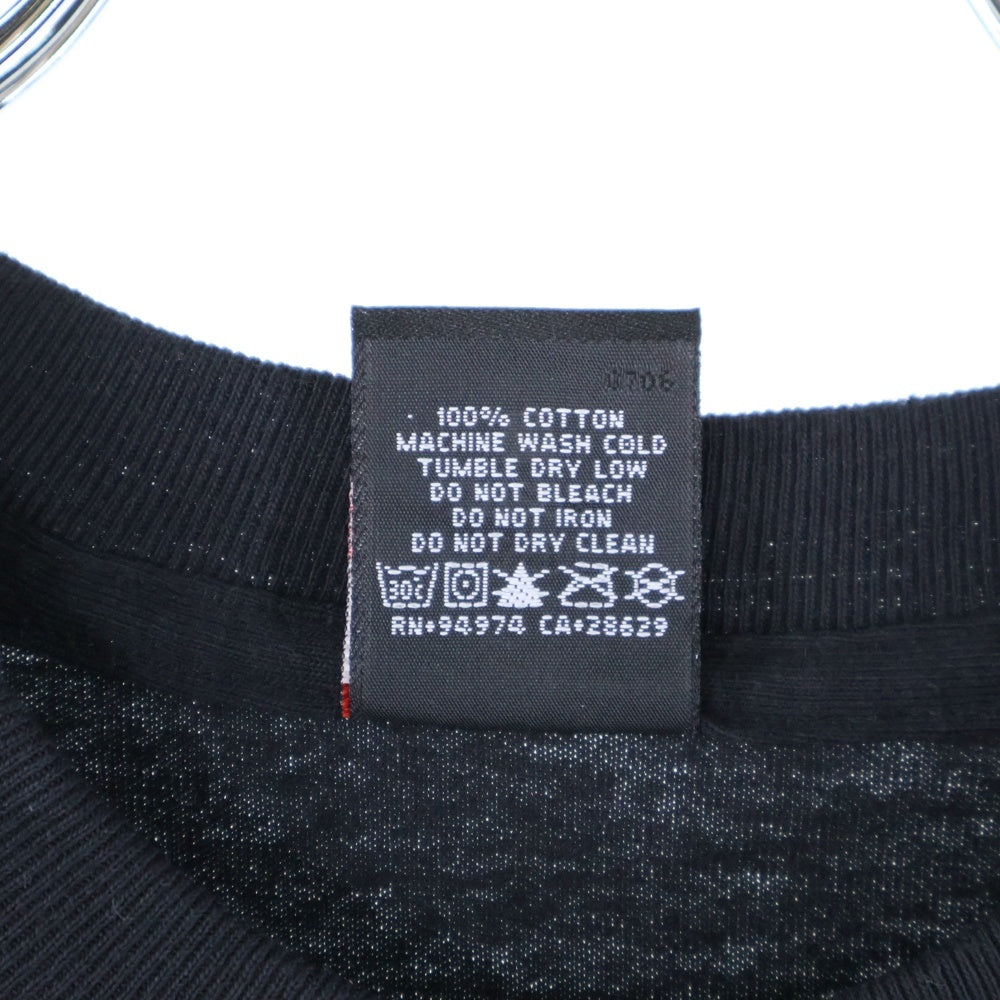 100% COTTON
MACHINE WASH COLD
TUMBLE DRY LOW
DO NOT BLEACH
DO NOT IRON
DO NOT DRY CLEAN
30C
RN•94974 CA•28629